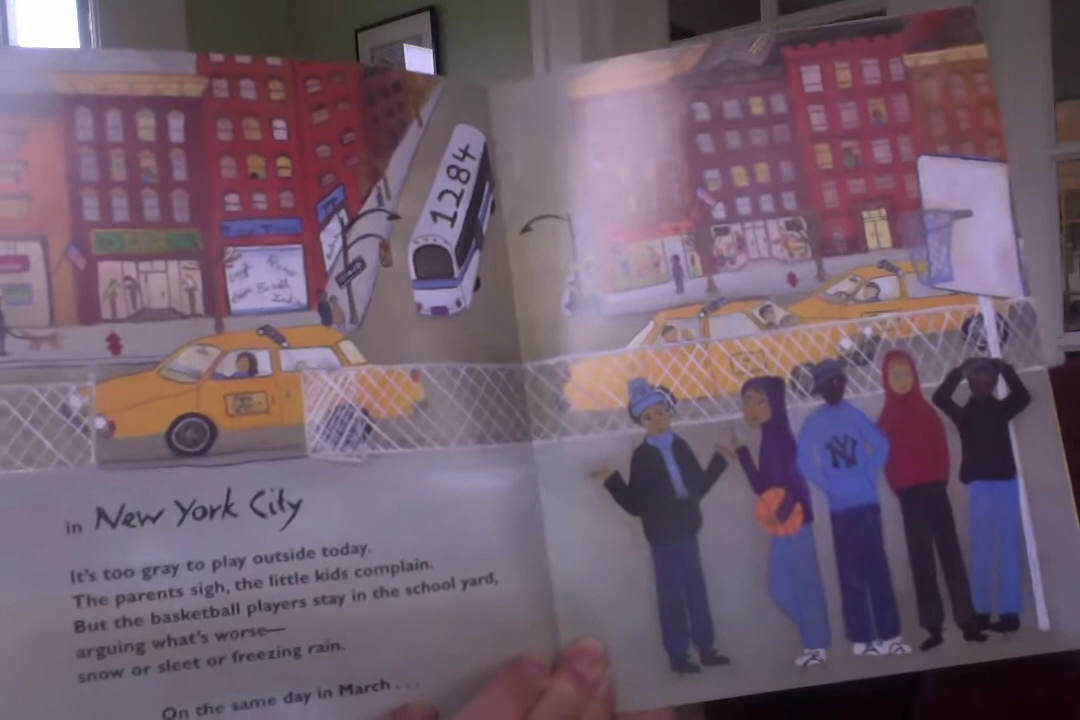 1284
in New York City
It's too gray to play outside today.
The parents sigh, the little kids complain.
But the basketball players stay in the school yard,
arguing what's worse—
snow or sleet or freezing rain.
On the same day in March . . .
NY